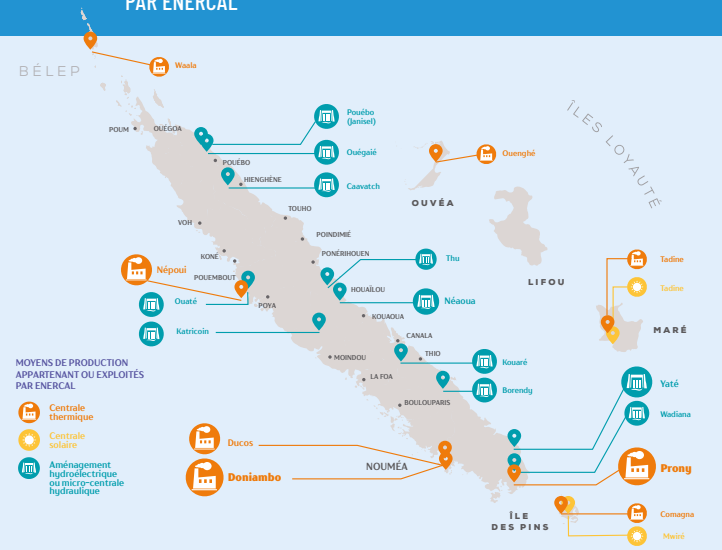 PAR ENERCAL
BÉLEP
Waala
POUM
OUÉGOA
Pouébo
(Janisel)
Ouégaié
POUÉBO
HIENGHÈNE
Caavatch
Ouenghé
OUVÉA
ÎLES LOYAUTÉ
TOUHO
VOH
POINDIMIÉ
KONÉ
PONÉRIHOUEN
Thu
Népoui
POUEMBOUT
HOUAÏLOU
LIFOU
Tadine
Tadine
Ouaté
POYA
Néaoua
KOUAOUA
MARÉ
Katricoin
CANALA
MOINDOU
THIO
Kouaré
LA FOA
Borendy
BOULOUPARIS
Yaté
Wadiana
MOYENS DE PRODUCTION
APPARTENANT OU EXPLOITÉS
PAR ENERCAL
Centrale
thermique
Centrale
solaire
Aménagement
hydroélectrique
ou micro-centrale
hydraulique
Ducos
Doniambo
NOUMÉA
Prony
ÎLE
DES PINS
Comagna
Mwiré